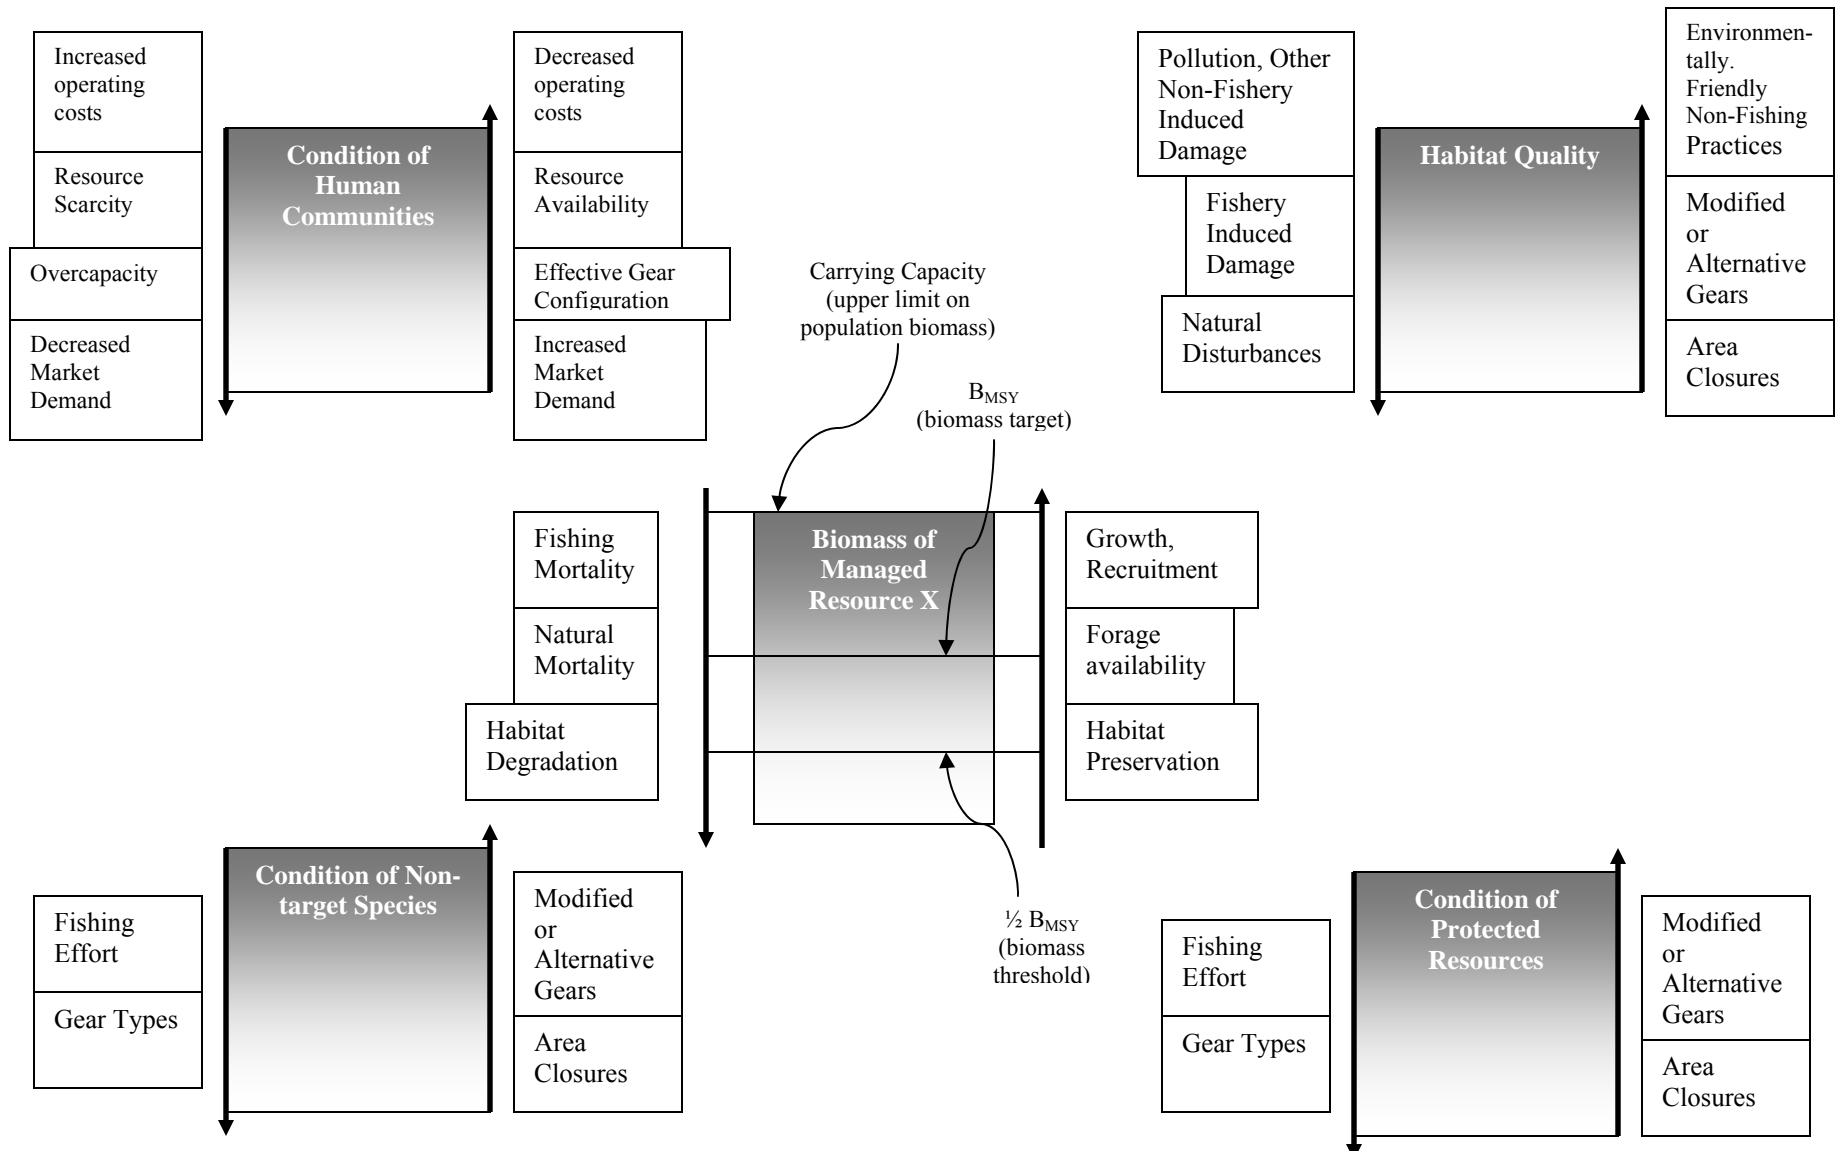 Increased
operating
costs
Resource
Scarcity
Overcapacity
Decreased
Market
Demand
Condition of
Human
Communities
Decreased
operating
costs
Resource
Availability
Effective Gear
Configuration
Increased
Market
Demand
Pollution, Other
Non-Fishery
Induced
Damage
Fishery
Induced
Damage
Natural
Disturbances
Habitat Quality
Environmen-
tally.
Friendly
Non-Fishing
Practices
Modified
or
Alternative
Gears
Area
Closures
Carrying Capacity
(upper limit on
population biomass)
BMSY
(biomass target)
Fishing
Mortality
Natural
Mortality
Habitat
Degradation
Biomass of
Managed
Resource X
Growth,
Recruitment
Forage
availability
Habitat
Preservation
½ BMSY
(biomass
threshold)
Fishing
Effort
Gear Types
Condition of Non-
target Species
Modified
or
Alternative
Gears
Area
Closures
Fishing
Effort
Gear Types
Condition of
Protected
Resources
Modified
or
Alternative
Gears
Area
Closures